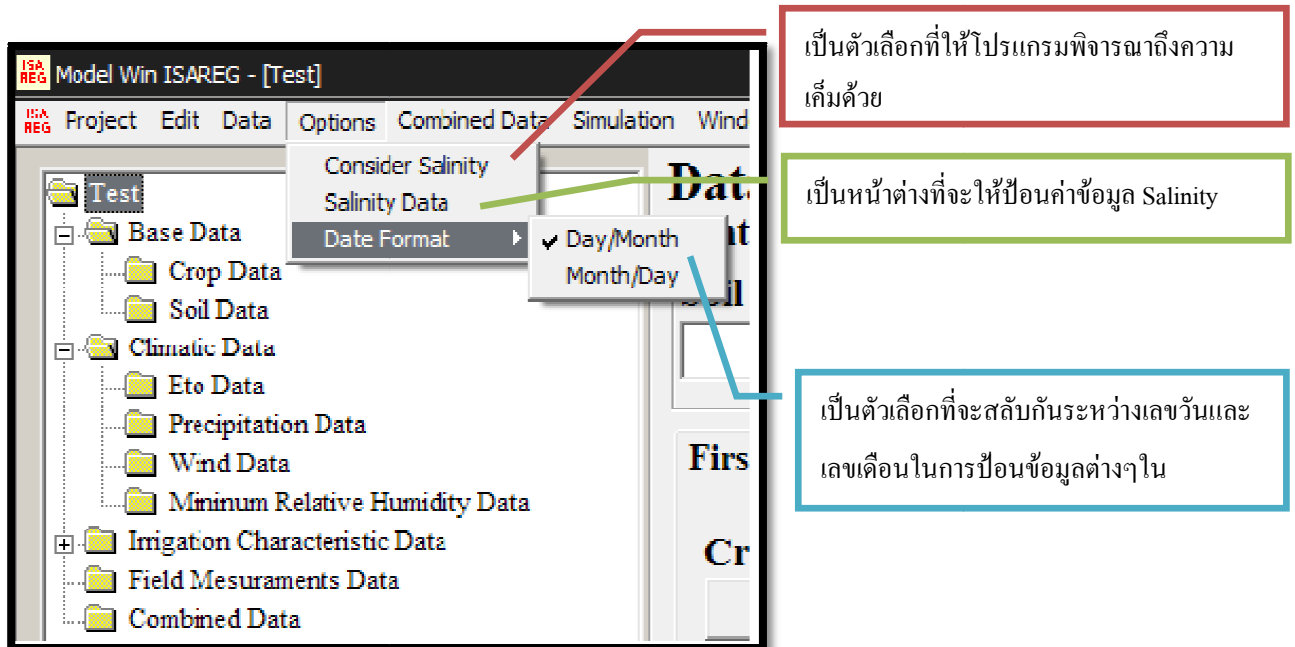 ISA
REG Model Win ISAREG - [Test]
ISA
REG Project Edit Data Options Combined Data Simulation Wind
Consider Salinity
Salinity Data
Date Format
Day/Month
Month/Day
Test
Base Data
Crop Data
Soil Data
Climatic Data
Eto Data
Precipitation Data
Wind Data
Mininum Relative Humidity Data
Irrigation Characteristic Data
Field Mesuraments Data
Combined Data
Firs
Cr
เป็นตัวเลือกที่ให้โปรแกรมพิจารณาถึงความ
เค็มด้วย
เป็นหน้าต่างที่จะให้ป้อนค่าข้อมูล Salinity
เป็นตัวเลือกที่จะสลับกันระหว่างเลขวันและ
เลขเดือนในการป้อนข้อมูลต่างๆใน